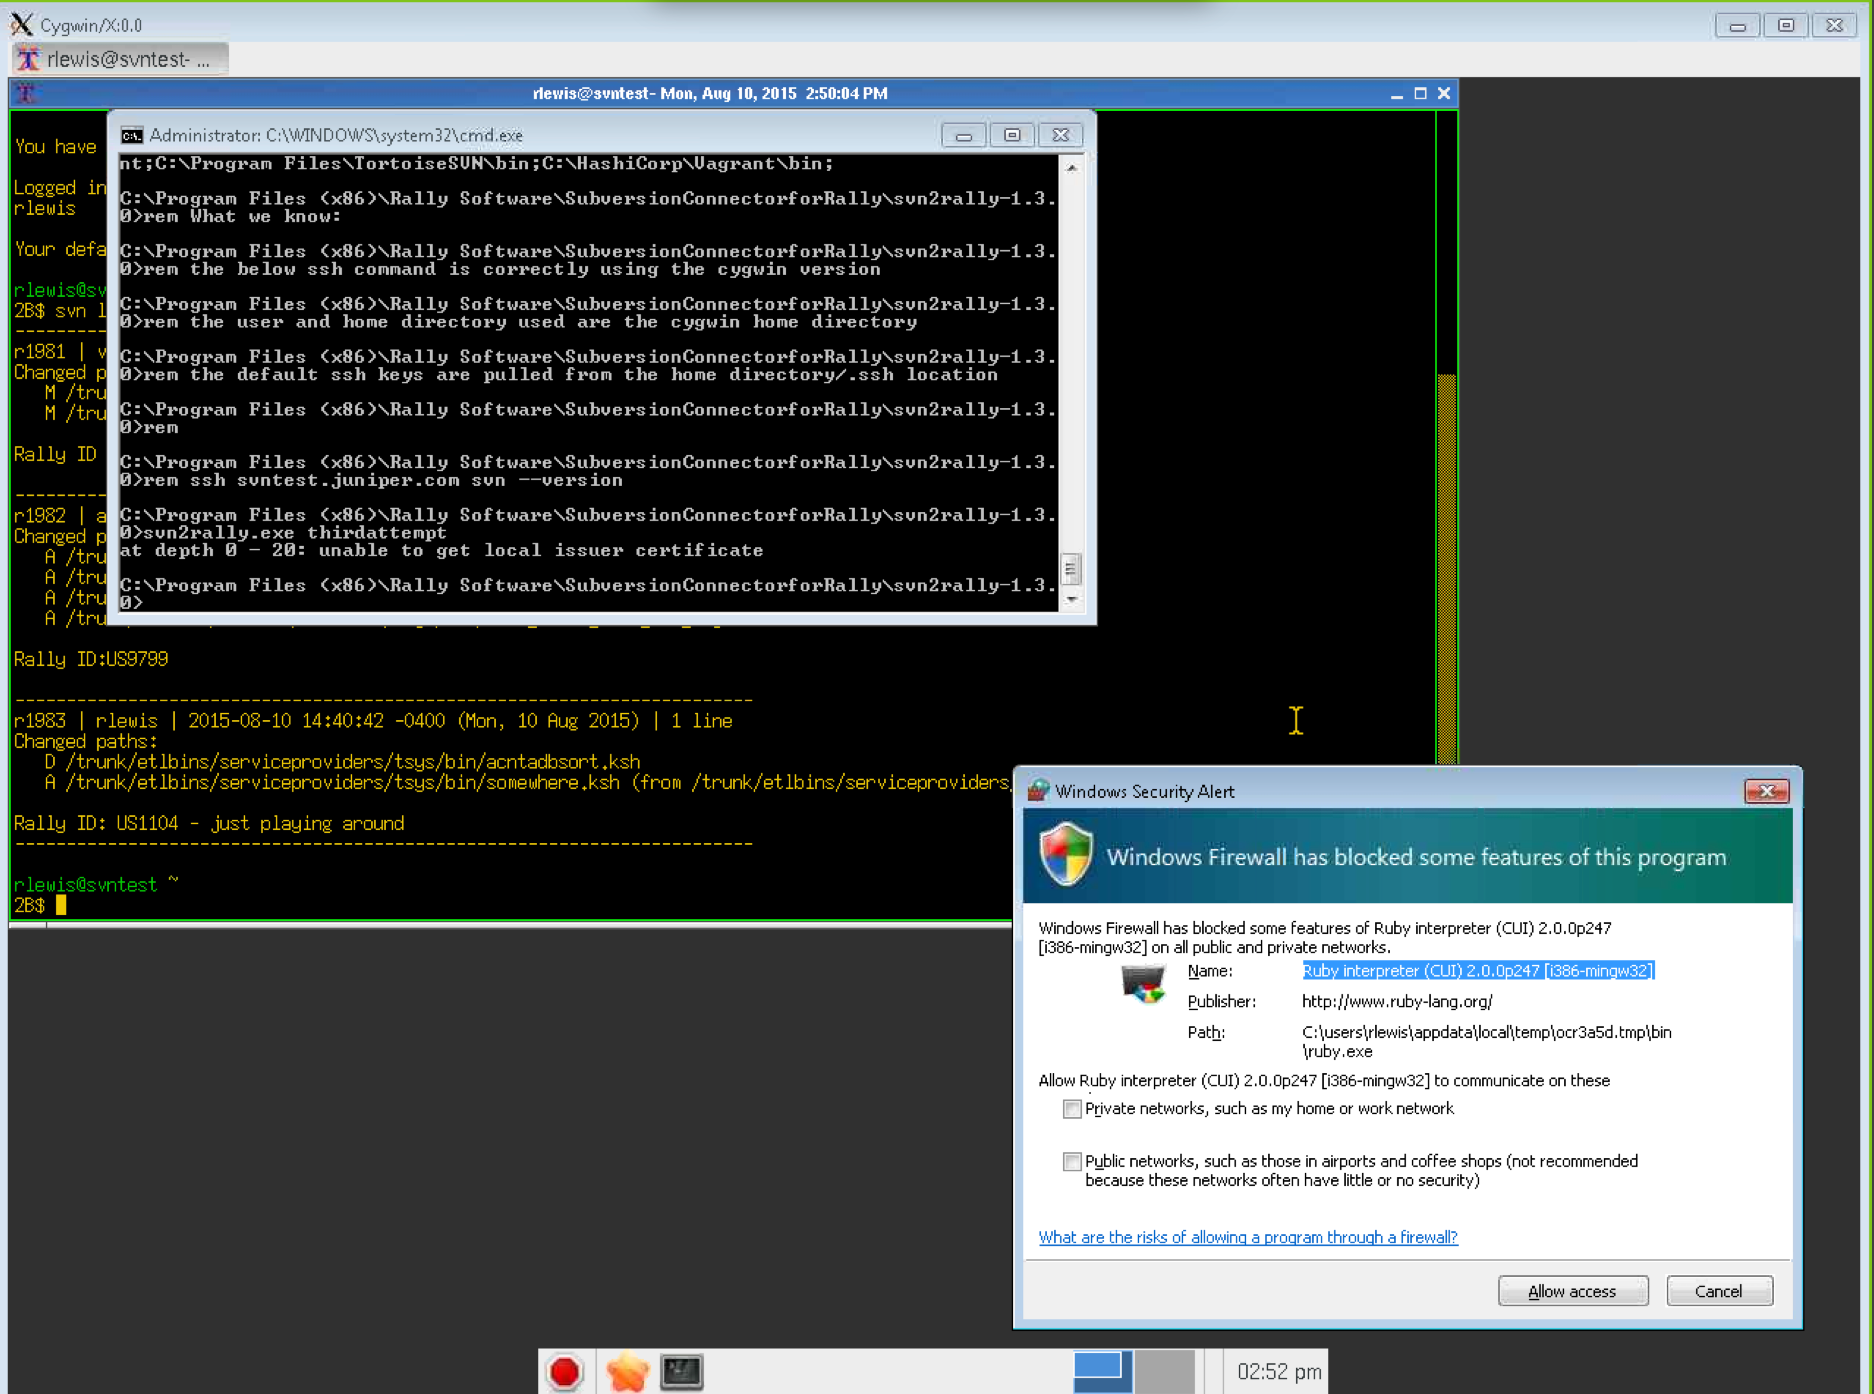 Cygwin/X:0.0
rlewis@svntest- ...
rlewis@svntest- Mon, Aug 10, 2015 2:50:04 PM
You have
Logged in
rlewis
Your defa
rlewis@sv
2B$ svn l
---------
r1981 | v
Changed p
M /tru
M /tru
Rally ID
---------
r1982 | a
Changed p
A /tru
A /tru
A /tru
A /tru
Rally ID:US9799
------------------------------------------------------------------------
r1983 | rlewis | 2015-08-10 14:40:42 -0400 (Mon, 10 Aug 2015) | 1 line
Changed paths:
D /trunk/etlbins/serviceproviders/tsys/bin/acntadbsort.ksh
A /trunk/etlbins/serviceproviders/tsys/bin/somewhere.ksh (from /trunk/etlbins/serviceproviders
Rally ID: US1104 - just playing around
------------------------------------------------------------------------
rlewis@svntest ~
2B$
Administrator: C:\WINDOWS\system32\cmd.exe
nt;C:\Program Files\TortoiseSVN\bin;C:\HashiCorp\Vagrant\bin;
C:\Program Files (x86)\Rally Software\SubversionConnectorforRally\svn2rally-1.3.
0>rem What we know:
C:\Program Files (x86)\Rally Software\SubversionConnectorforRally\svn2rally-1.3.
0>rem the below ssh command is correctly using the cygwin version
C:\Program Files (x86)\Rally Software\SubversionConnectorforRally\svn2rally-1.3.
0>rem the user and home directory used are the cygwin home directory
C:\Program Files (x86)\Rally Software\SubversionConnectorforRally\svn2rally-1.3.
0>rem the default ssh keys are pulled from the home directory/.ssh location
C:\Program Files (x86)\Rally Software\SubversionConnectorforRally\svn2rally-1.3.
0>rem
C:\Program Files (x86)\Rally Software\SubversionConnectorforRally\svn2rally-1.3.
0>rem ssh svntest.juniper.com svn --version
C:\Program Files (x86)\Rally Software\SubversionConnectorforRally\svn2rally-1.3.
0>svn2rally.exe thirdattempt
at depth 0 - 20: unable to get local issuer certificate
C:\Program Files (x86)\Rally Software\SubversionConnectorforRally\svn2rally-1.3.
0>
Windows Security Alert
Windows Firewall has blocked some features of this program
Windows Firewall has blocked some features of Ruby interpreter (CUI) 2.0.0p247
[i386-mingw32] on all public and private networks.
Name: Ruby interpreter (CUI) 2.0.0p247 [i386-mingw32]
Publisher: http://www.ruby-lang.org/
Path: C:\users\rlewis\appdata\local\temp\ocr3a5d.tmp\bin
\ruby.exe
Allow Ruby interpreter (CUI) 2.0.0p247 [i386-mingw32] to communicate on these
Private networks, such as my home or work network
Public networks, such as those in airports and coffee shops (not recommended
because these networks often have little or no security)
What are the risks of allowing a program through a firewall?
Allow access
Cancel
02:52 pm